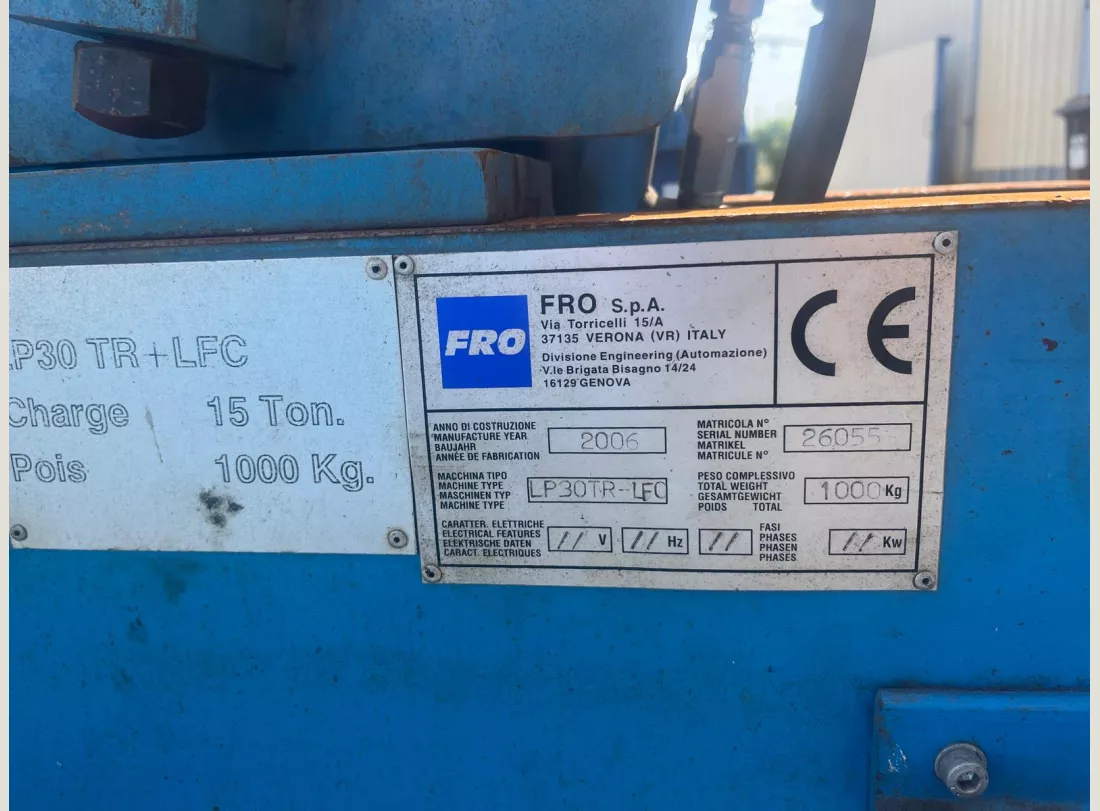 LP30 TR+LFC
Charge 15 Ton.
Pois 1000 Kg.
FRO
FRO S.p.A.
Via Torricelli 15/A
37135 VERONA (VR) ITALY
Divisione Engineering (Automazione)
V.le Brigata Bisagno 14/24
16129 GENOVA
CE
ANNO DI COSTRUZIONE
MANUFACTURE YEAR
BAUJAHR
ANNÉE DE FABRICATION
2006
MATRICOLA N°
SERIAL NUMBER
MATRIKEL
MATRICULE N°
26055
MACCHINA TIPO
MACHINE TYPE
MASCHINEN TYP
MACHINE TYPE
LP30TR-LFC
PESO COMPLESSIVO
TOTAL WEIGHT
GESAMTGEWICHT
POIDS TOTAL
1000 Kg
CARATTER. ELETTRICHE
ELECTRICAL FEATURES
ELEKTRISCHE DATEN
CARACT. ELECTRIQUES
// V
// Hz
//
FASI
PHASES
PHASEN
PHASES
// Kw